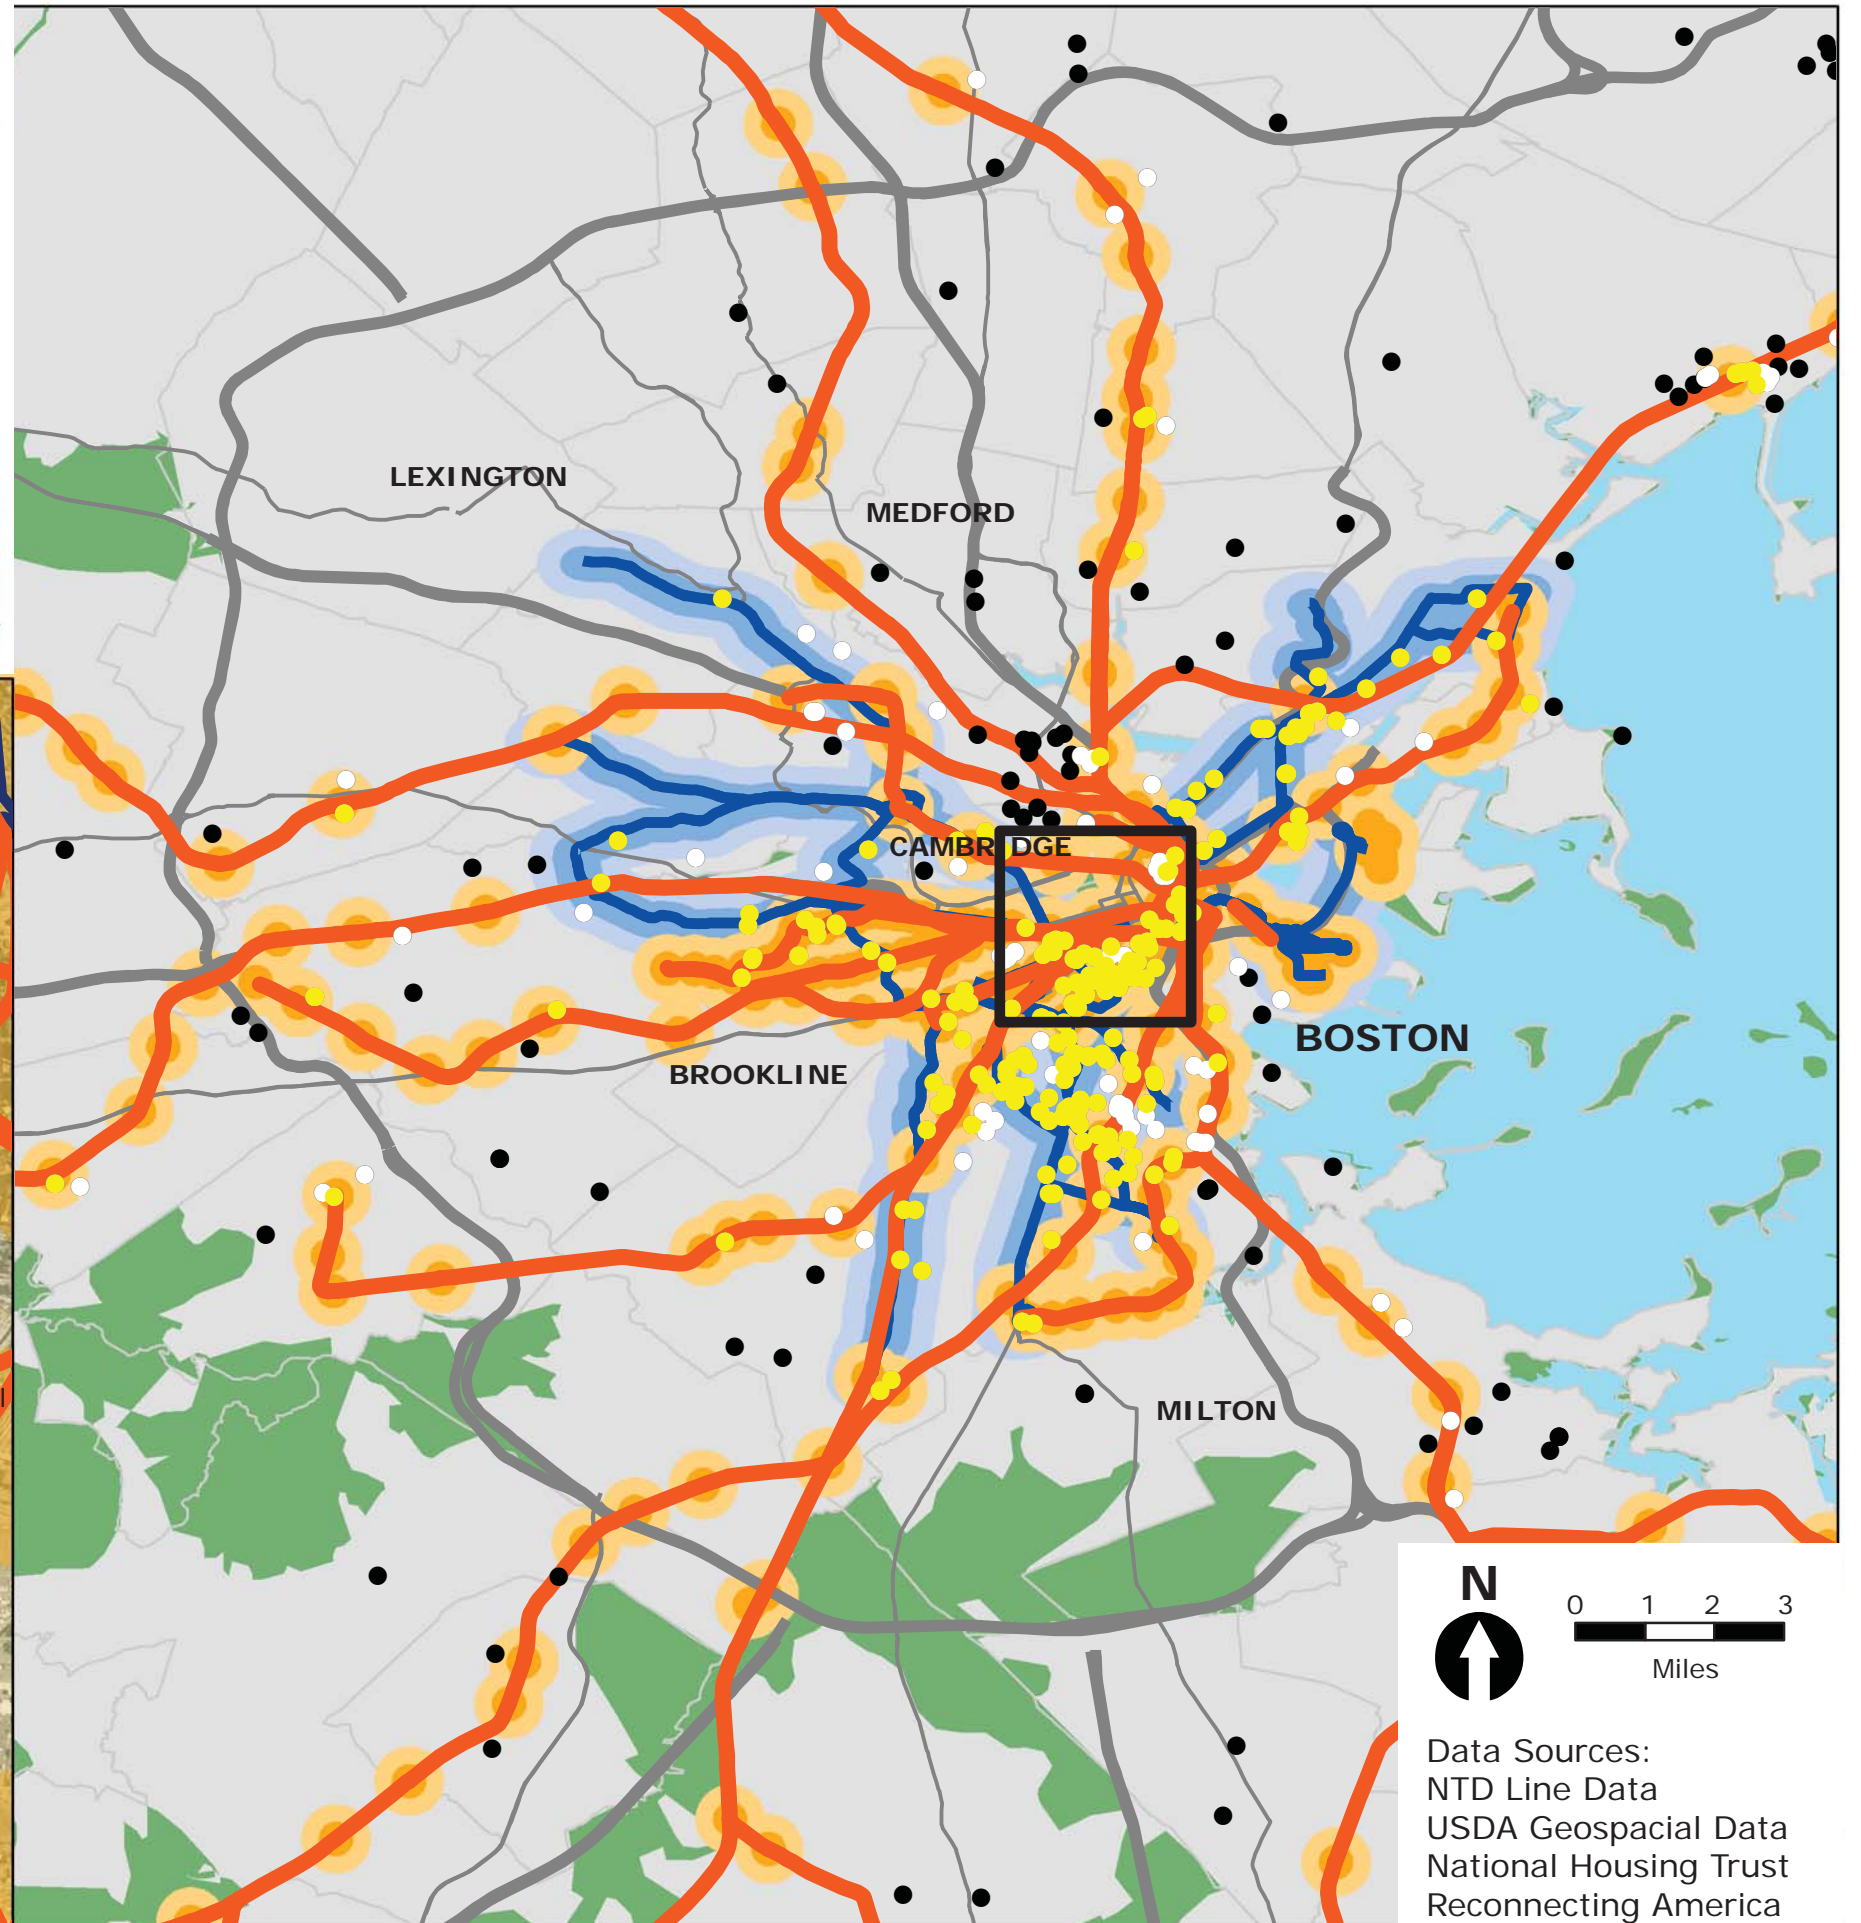 LEXINGTON
MEDFORD
CAMBRIDGE
BOSTON
BROOKLINE
MILTON
N
0 1 2 3
Miles
Data Sources:
NTD Line Data
USDA Geospacial Data
National Housing Trust
Reconnecting America